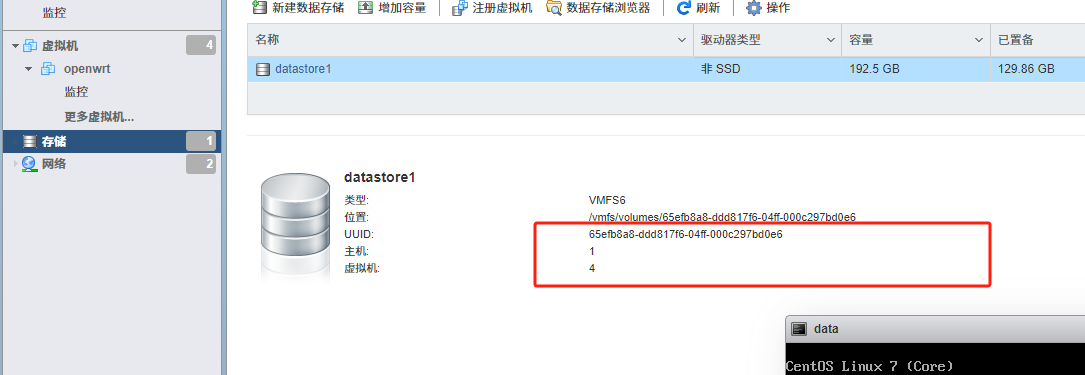 监控
虚拟机 4
openwrt
监控
更多虚拟机...
存储 1
网络 2
新建数据存储 增加容量 注册虚拟机 数据存储浏览器 刷新 操作
名称 驱动器类型 容量 已置备
datastore1 非 SSD 192.5 GB 129.86 GB
datastore1
类型: VMFS6
位置: /vmfs/volumes/65efb8a8-ddd817f6-04ff-000c297bd0e6
UUID: 65efb8a8-ddd817f6-04ff-000c297bd0e6
主机: 1
虚拟机: 4
data
CentOS Linux 7 (Core)